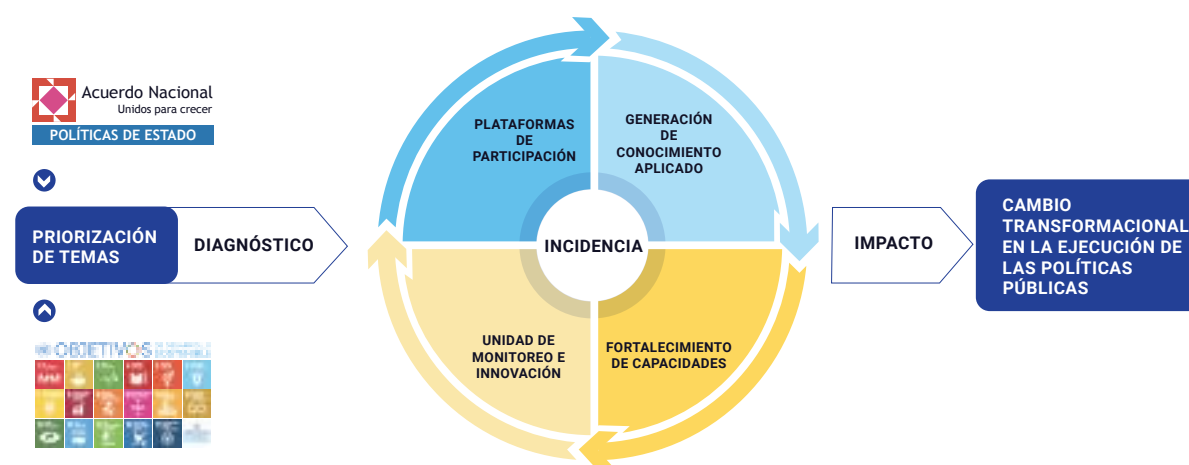 Acuerdo Nacional
Unidos para crecer
POLÍTICAS DE ESTADO
PRIORIZACIÓN
DE TEMAS
DIAGNÓSTICO
OBJETIVOS
PLATAFORMAS
DE
PARTICIPACIÓN
GENERACIÓN
DE
CONOCIMIENTO
APLICADO
INCIDENCIA
UNIDAD DE
MONITOREO E
INNOVACIÓN
FORTALECIMIENTO
DE CAPACIDADES
IMPACTO
CAMBIO
TRANSFORMACIONAL
EN LA EJECUCIÓN DE
LAS POLÍTICAS
PÚBLICAS